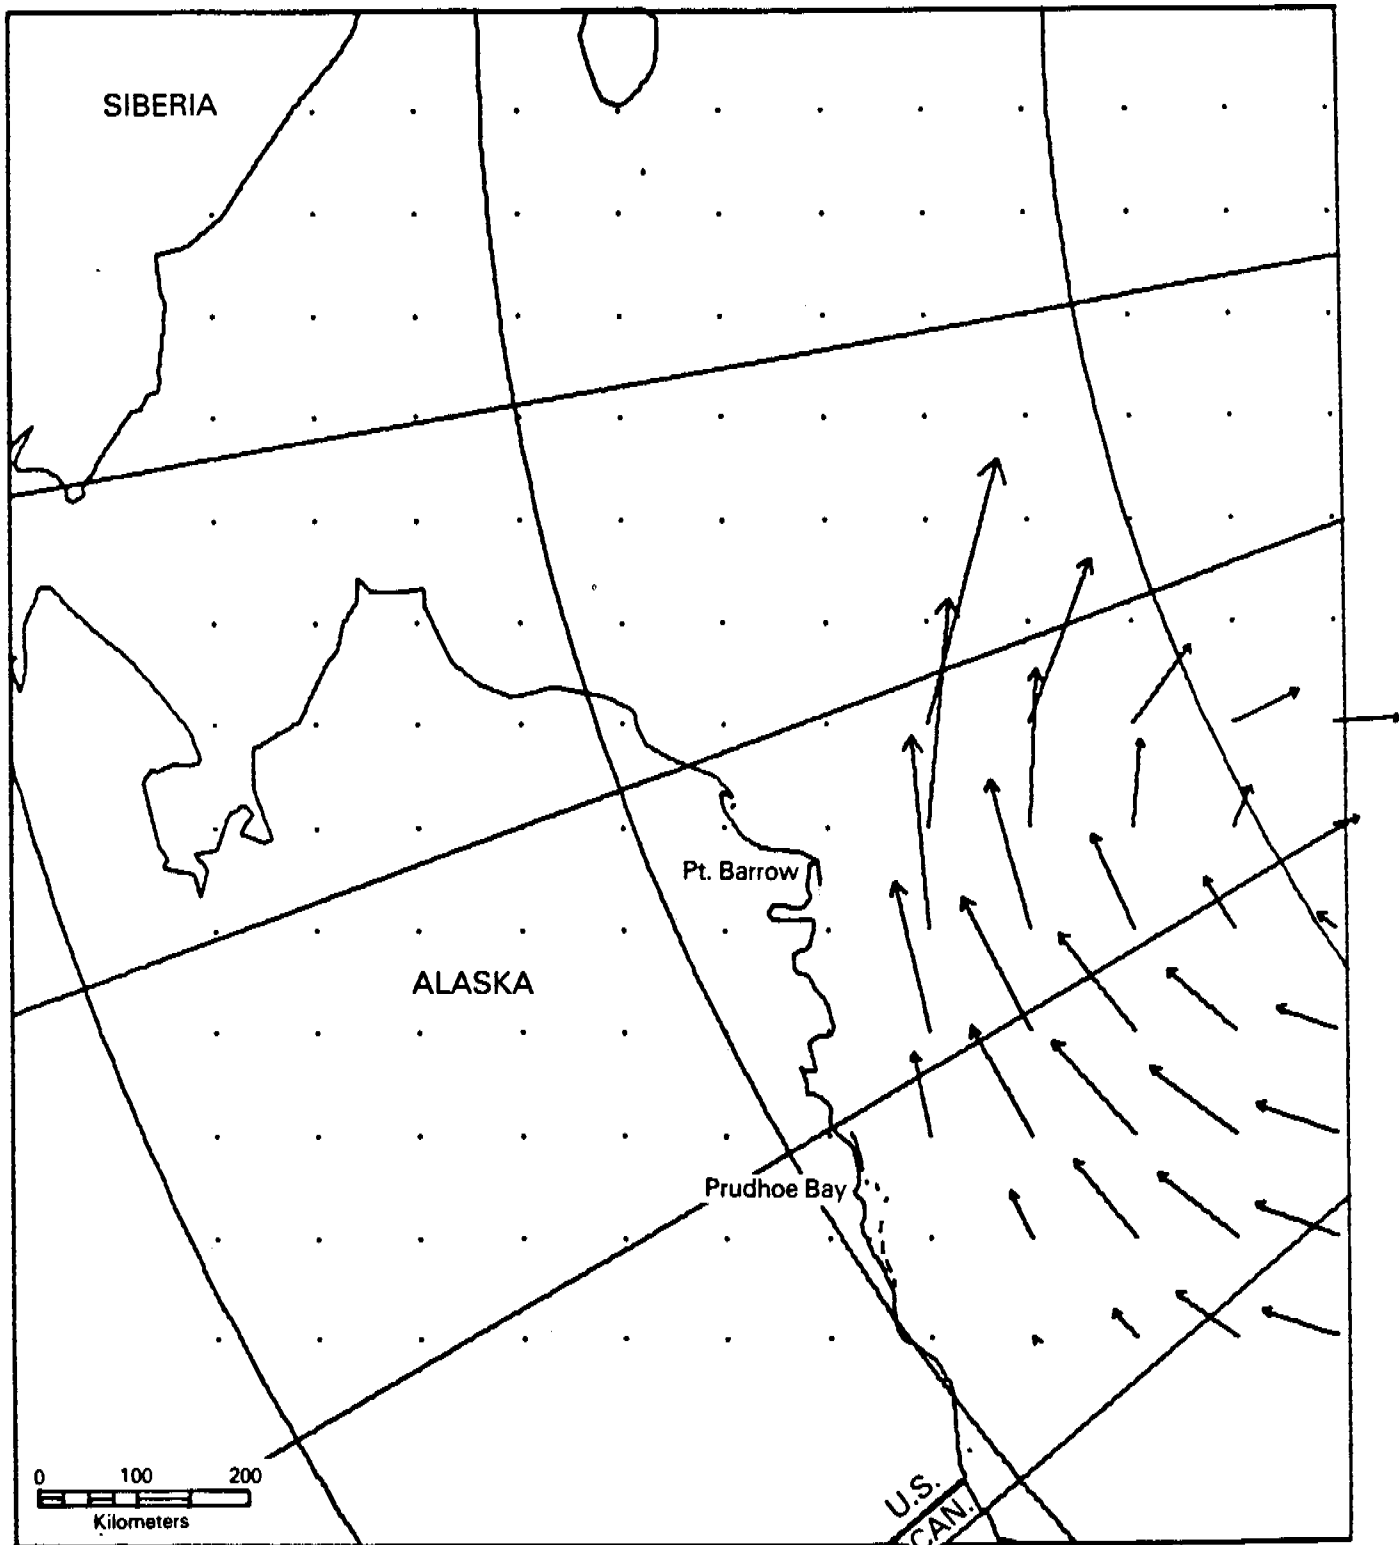 SIBERIA
Pt. Barrow
ALASKA
Prudhoe Bay
0 100 200
Kilometers
U.S.
CAN.